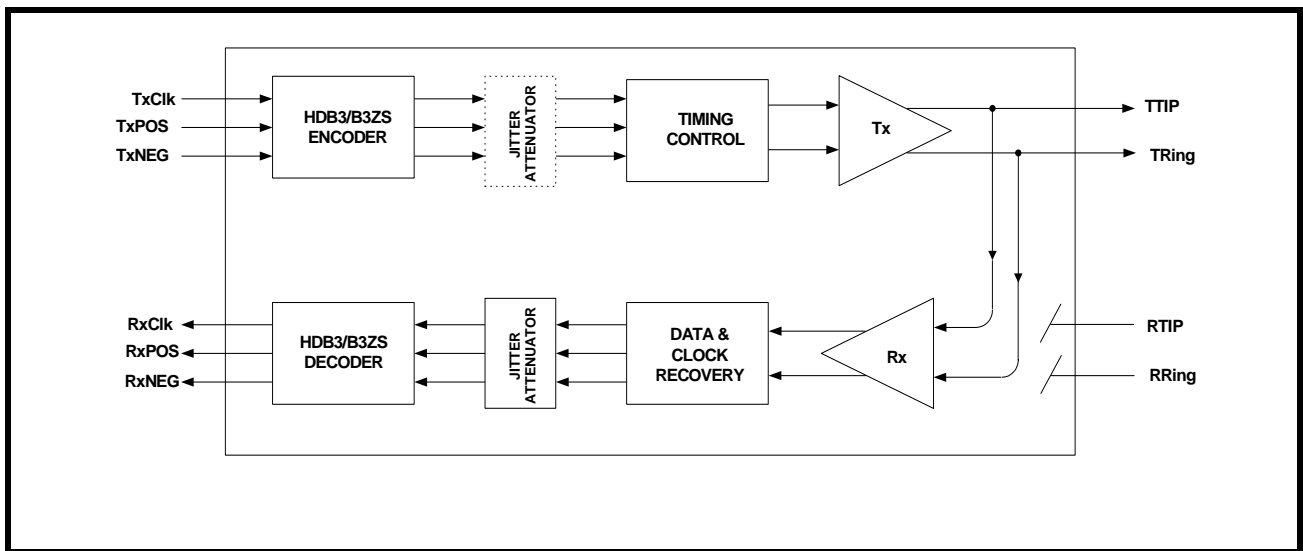 TxClk
TxPOS
TxNEG
HDB3/B3ZS
ENCODER
JITTER
ATTENUATOR
TIMING
CONTROL
Tx
TTIP
TRing
RxClk
RxPOS
RxNEG
HDB3/B3ZS
DECODER
JITTER
ATTENUATOR
DATA &
CLOCK
RECOVERY
Rx
RTIP
RRing